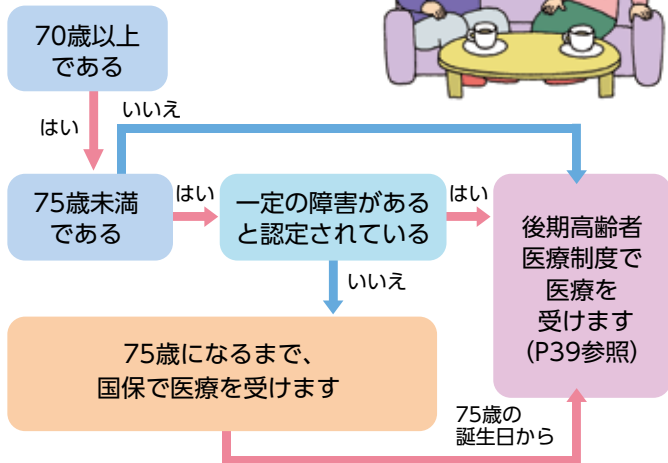 70歳以上
である
はい
いいえ
75歳未満
である
はい
一定の障害がある
と認定されている
はい
いいえ
後期高齢者
医療制度で
医療を
受けます
(P39参照)
75歳になるまで、
国保で医療を受けます
75歳の
誕生日から